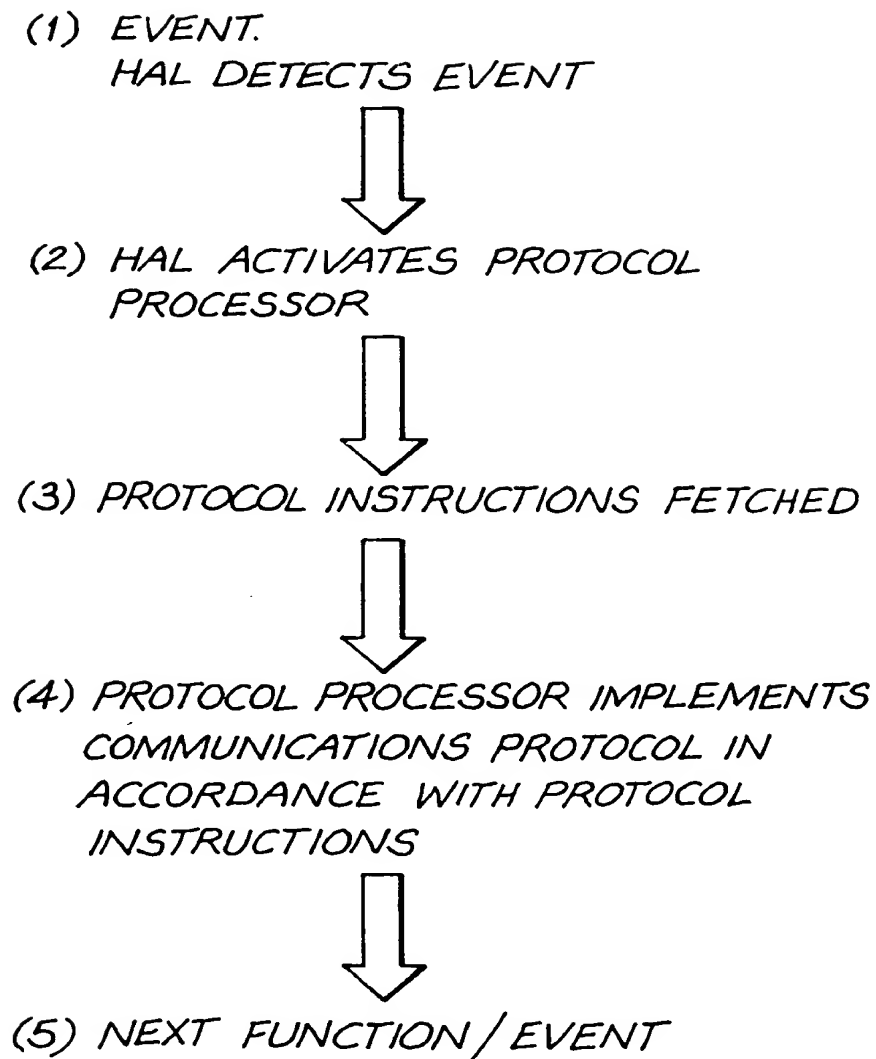 (1) EVENT.
HAL DETECTS EVENT
(2) HAL ACTIVATES PROTOCOL
PROCESSOR
(3) PROTOCOL INSTRUCTIONS FETCHED
(4) PROTOCOL PROCESSOR IMPLEMENTS
COMMUNICATIONS PROTOCOL IN
ACCORDANCE WITH PROTOCOL
INSTRUCTIONS
(5) NEXT FUNCTION/EVENT